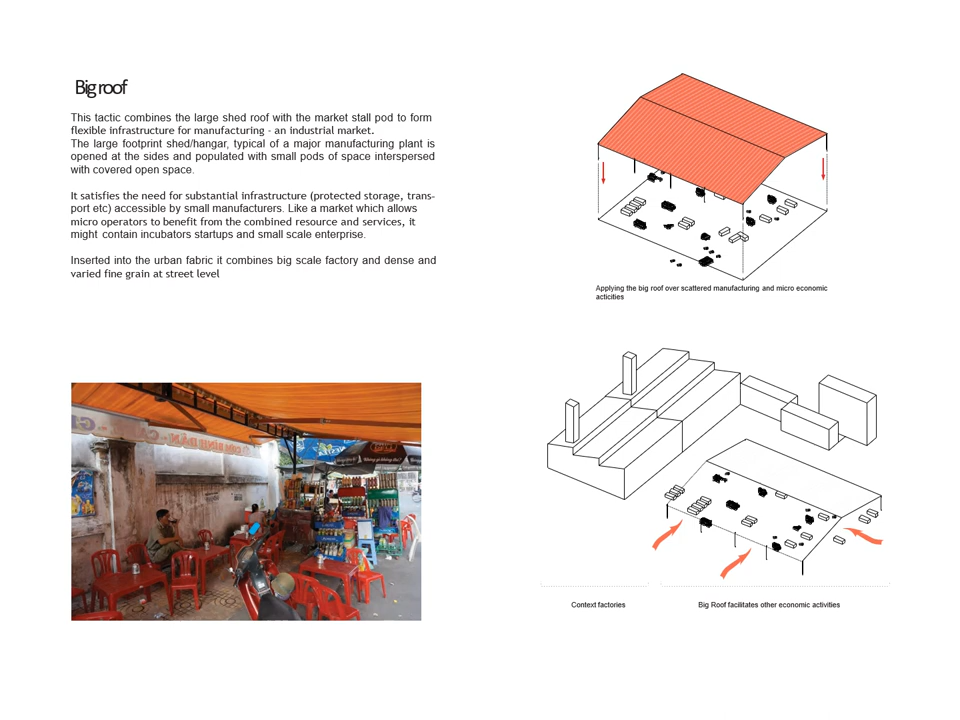 Big roof
This tactic combines the large shed roof with the market stall pod to form
flexible infrastructure for manufacturing - an industrial market.
The large footprint shed/hangar, typical of a major manufacturing plant is
opened at the sides and populated with small pods of space interspersed
with covered open space.
It satisfies the need for substantial infrastructure (protected storage, trans-
port etc) accessible by small manufacturers. Like a market which allows
micro operators to benefit from the combined resource and services, it
might contain incubators startups and small scale enterprise.
Inserted into the urban fabric it combines big scale factory and dense and
varied fine grain at street level
Applying the big roof over scattered manufacturing and micro economic
acticities
Context factories
Big Roof facilitates other economic activities